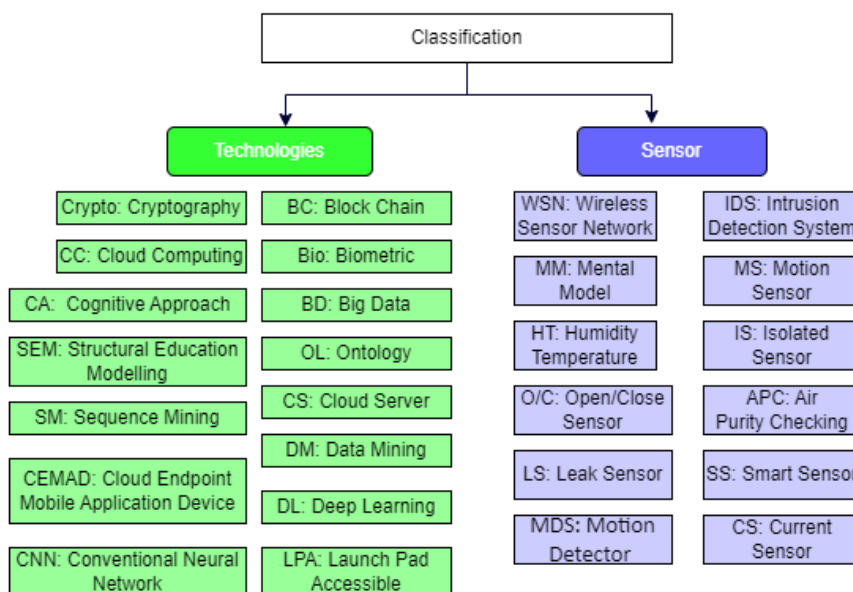 Classification
Technologies
Sensor
Crypto: Cryptography
CC: Cloud Computing
CA: Cognitive Approach
SEM: Structural Education
Modelling
SM: Sequence Mining
CEMAD: Cloud Endpoint
Mobile Application Device
CNN: Conventional Neural
Network
BC: Block Chain
Bio: Biometric
BD: Big Data
OL: Ontology
CS: Cloud Server
DM: Data Mining
DL: Deep Learning
LPA: Launch Pad
Accessible
WSN: Wireless
Sensor Network
MM: Mental
Model
HT: Humidity
Temperature
O/C: Open/Close
Sensor
LS: Leak Sensor
MDS: Motion
Detector
IDS: Intrusion
Detection System
MS: Motion
Sensor
IS: Isolated
Sensor
APC: Air
Purity Checking
SS: Smart Sensor
CS: Current
Sensor